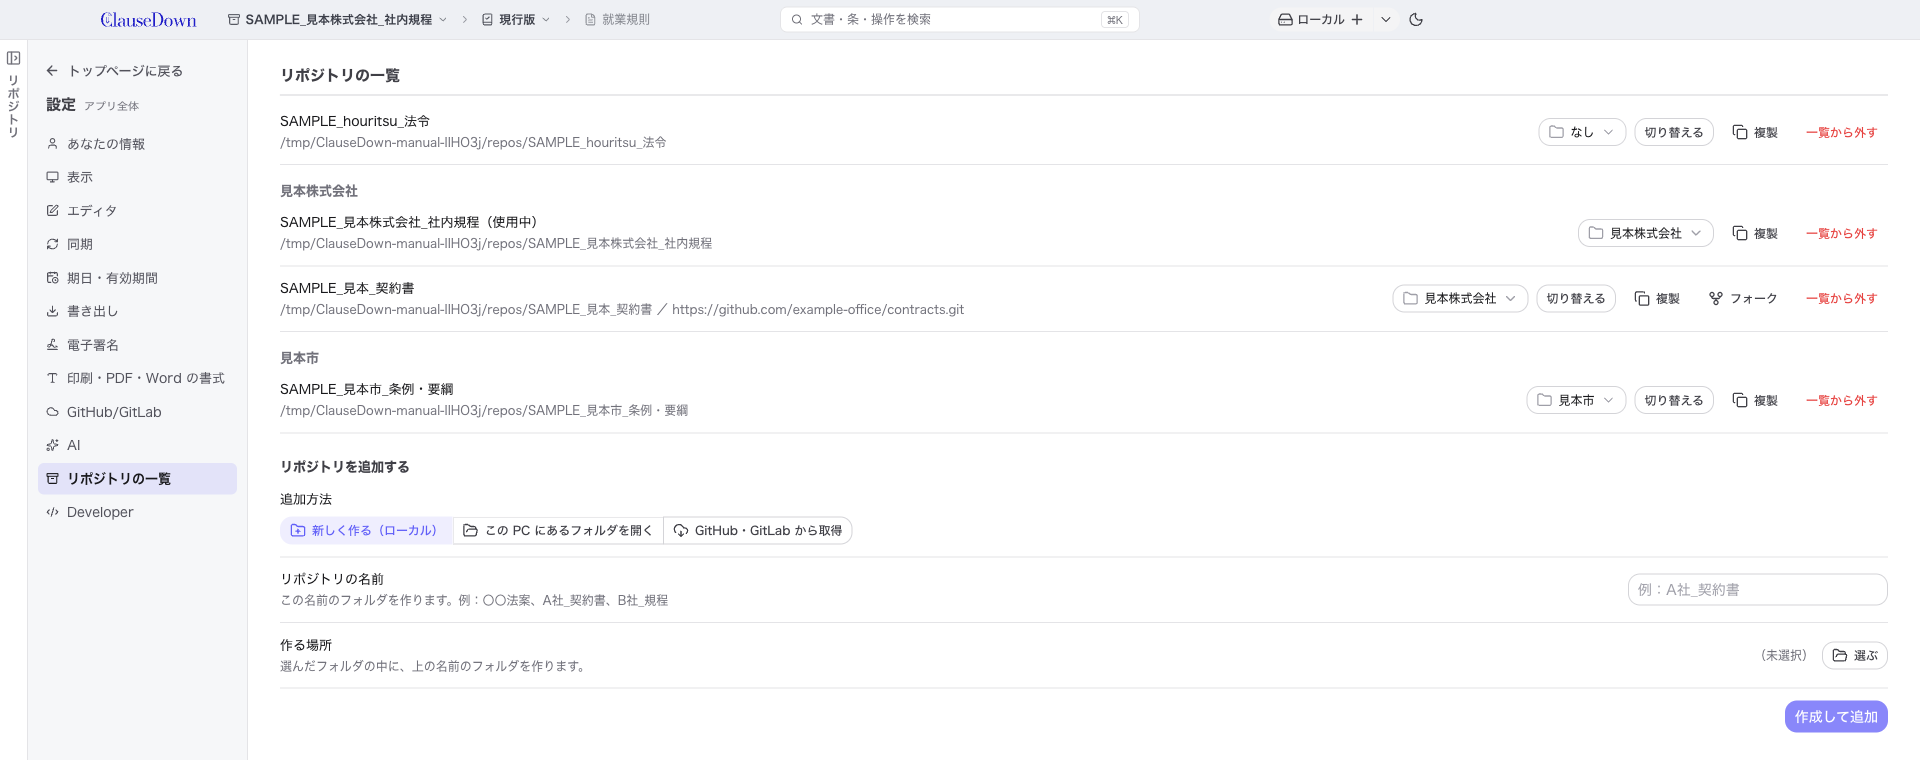 ClauseDown
SAMPLE_見本株式会社_社内規程
現行版
就業規則
文書・条・操作を検索
⌘K
ローカル
リポジトリ
トップページに戻る
設定 アプリ全体
あなたの情報
表示
エディタ
同期
期日・有効期間
書き出し
電子署名
印刷・PDF・Word の書式
GitHub/GitLab
AI
リポジトリの一覧
Developer
リポジトリの一覧
SAMPLE_houritsu_法令
/tmp/ClauseDown-manual-IIHO3j/repos/SAMPLE_houritsu_法令
なし 切り替える 複製 一覧から外す
見本株式会社
SAMPLE_見本株式会社_社内規程（使用中）
/tmp/ClauseDown-manual-IIHO3j/repos/SAMPLE_見本株式会社_社内規程
見本株式会社 複製 一覧から外す
SAMPLE_見本_契約書
/tmp/ClauseDown-manual-IIHO3j/repos/SAMPLE_見本_契約書 ／ https://github.com/example-office/contracts.git
見本株式会社 切り替える 複製 フォーク 一覧から外す
見本市
SAMPLE_見本市_条例・要綱
/tmp/ClauseDown-manual-IIHO3j/repos/SAMPLE_見本市_条例・要綱
見本市 切り替える 複製 一覧から外す
リポジトリを追加する
追加方法
新しく作る（ローカル） この PC にあるフォルダを開く GitHub・GitLab から取得
リポジトリの名前
この名前のフォルダを作ります。例：〇〇法案、A社_契約書、B社_規程
例：A社_契約書
作る場所
選んだフォルダの中に、上の名前のフォルダを作ります。
（未選択） 選ぶ
作成して追加